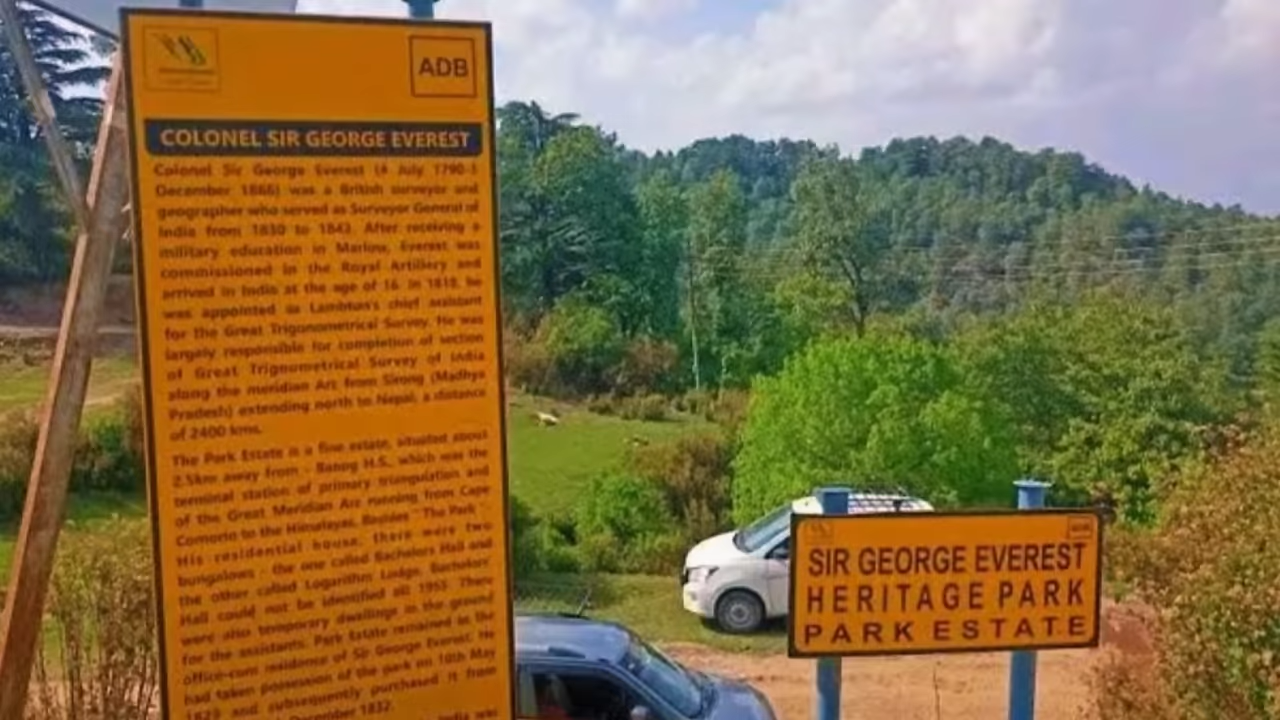 ADB
COLONEL SIR GEORGE EVEREST
Colonel Sir George Everest (4 July 1790-1
December 1866) was a British surveyor and
geographer who served as Surveyor General of
India from 1830 to 1843. After receiving a
military education in Marlow, Everest was
commissioned in the Royal Artillery and
arrived in India at the age of 16. In 1818, he
was appointed as Lambton's chief assistant
for the Great Trigonometrical Survey. He was
largely responsible for completion of section
of Great Trignometrical Survey of India
along the meridian Arc from Sirong (Madhya
Pradesh) extending north to Nepal, a distance
of 2400 kms.
The Park Estate is a fine estate, situated about
2.5km away from - Banog H.S., which was the
terminal station of primary triangulation and
of the Great Meridian Arc running from Cape
Comorin to the Himalayas. Besides "The Park"
His residential house, there were two
bungalows - the one called Bachelors Hall and
the other called Logarithm Lodge. Bachelors'
Hall could not be identified till 1955. There
were also temporary dwellings in the ground
for the assistants. Park Estate remained in the
office-cum residence of Sir George Everest. He
had taken possession of the park on 18th May
and subsequently purchased it from
December 1832.
India was
SIR GEORGE EVEREST
HERITAGE PARK
PARK ESTATE